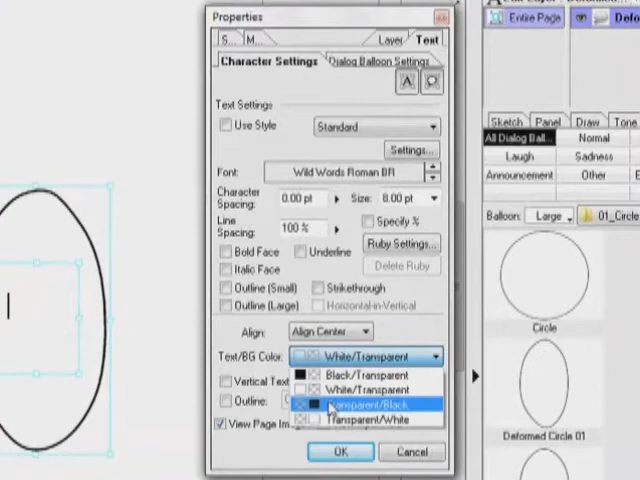 Properties
S... M... Layer Text
Character Settings Dialog Balloon Settings
A
Text Settings
Use Style Standard
Settings...
Font: Wild Words Roman BR
Character Spacing: 0.00 pt Size: 8.00 pt
Line Spacing: 100 % Specify %
Ruby Settings...
Bold Face Underline
Delete Ruby
Italic Face
Outline (Small) Strikethrough
Outline (Large) Horizontal-in-Vertical
Align: Align Center
Text/BG Color: White/Transparent
Black/Transparent
White/Transparent
Transparent/Black
Transparent/White
Vertical Text
Outline:
View Page Im
OK Cancel
Entire Page
Sketch Panel Draw Tone
All Dialog Ball... Normal
Laugh Sadness
Announcement Other
Balloon: Large 01_Circle
Circle
Deformed Circle 01